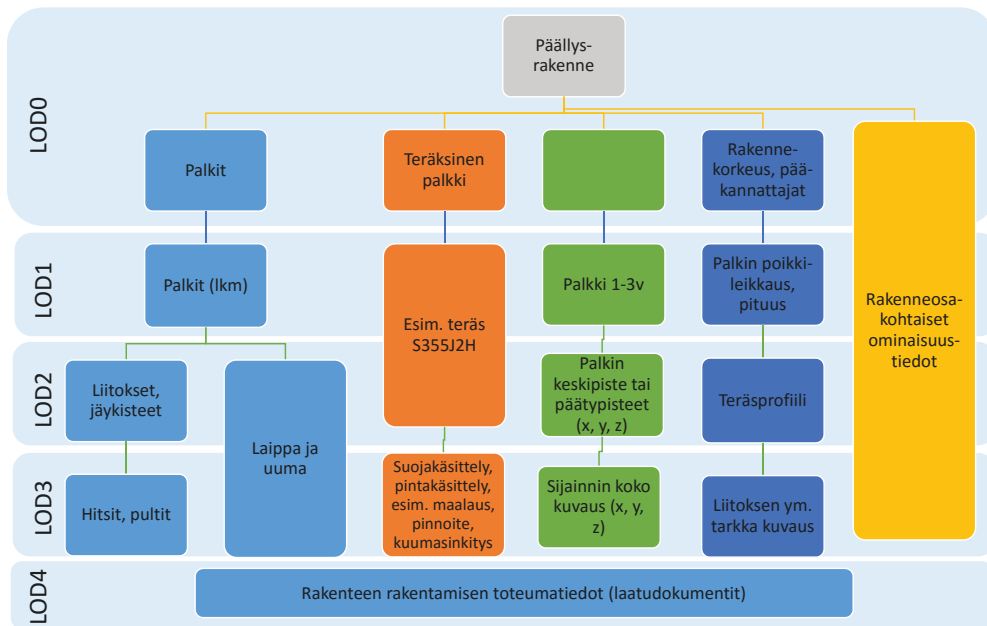 Päällys-
rakenne
LOD0
Palkit
Teräksinen
palkki
Rakenne-
korkeus, pää-
kannattajat
Rakenneosa-
kohtaiset
ominaisuus-
tiedot
LOD1
Palkit (lkm)
Esim. teräs
S355J2H
Palkki 1-3v
Palkin poikki-
leikkaus,
pituus
LOD2
Liitokset,
jäykisteet
Laippa ja
uuma
Palkin
keskipiste tai
päätypisteet
(x, y, z)
Teräsprofiili
LOD3
Hitsit, pultit
Suojakäsittely,
pintakäsittely,
esim. maalaus,
pinnoite,
kuumasinkitys
Sijainnin koko
kuvaus (x, y,
z)
Liitoksen ym.
tarkka kuvaus
LOD4
Rakenteen rakentamisen toteumatiedot (laatudokumentit)